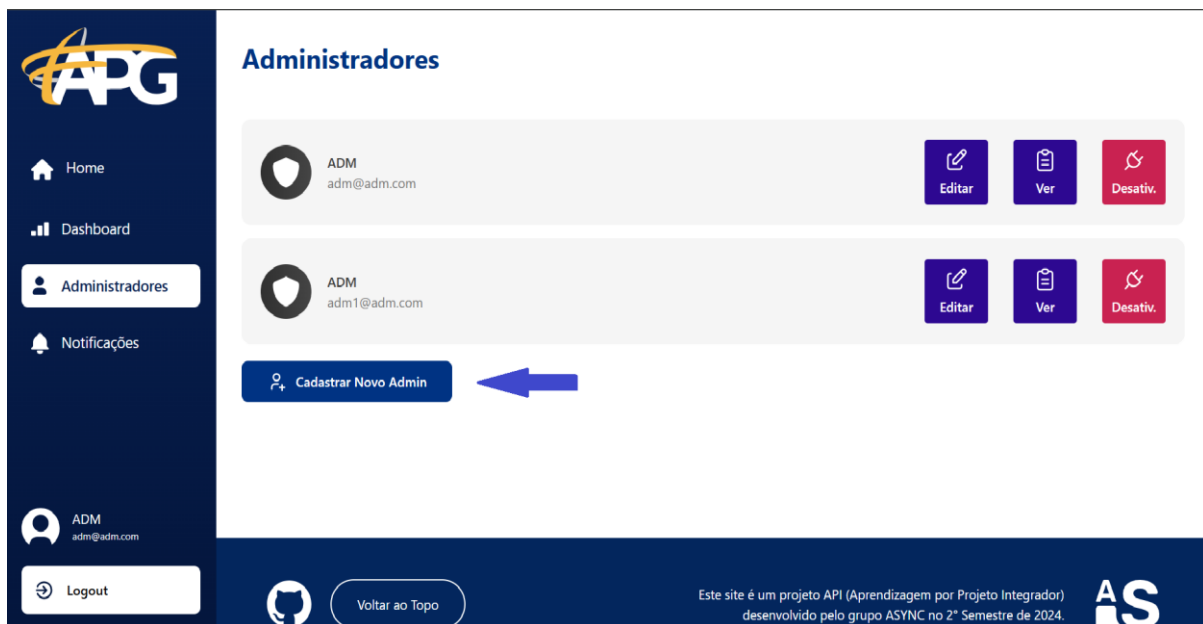 APG
Home
Dashboard
Administradores
Notificações
ADM
adm@adm.com
Logout
Administradores
ADM
adm@adm.com
Editar
Ver
Desativ.
ADM
adm1@adm.com
Editar
Ver
Desativ.
Cadastrar Novo Admin
Voltar ao Topo
Este site é um projeto API (Aprendizagem por Projeto Integrador)
desenvolvido pelo grupo ASYNC no 2° Semestre de 2024.
AS